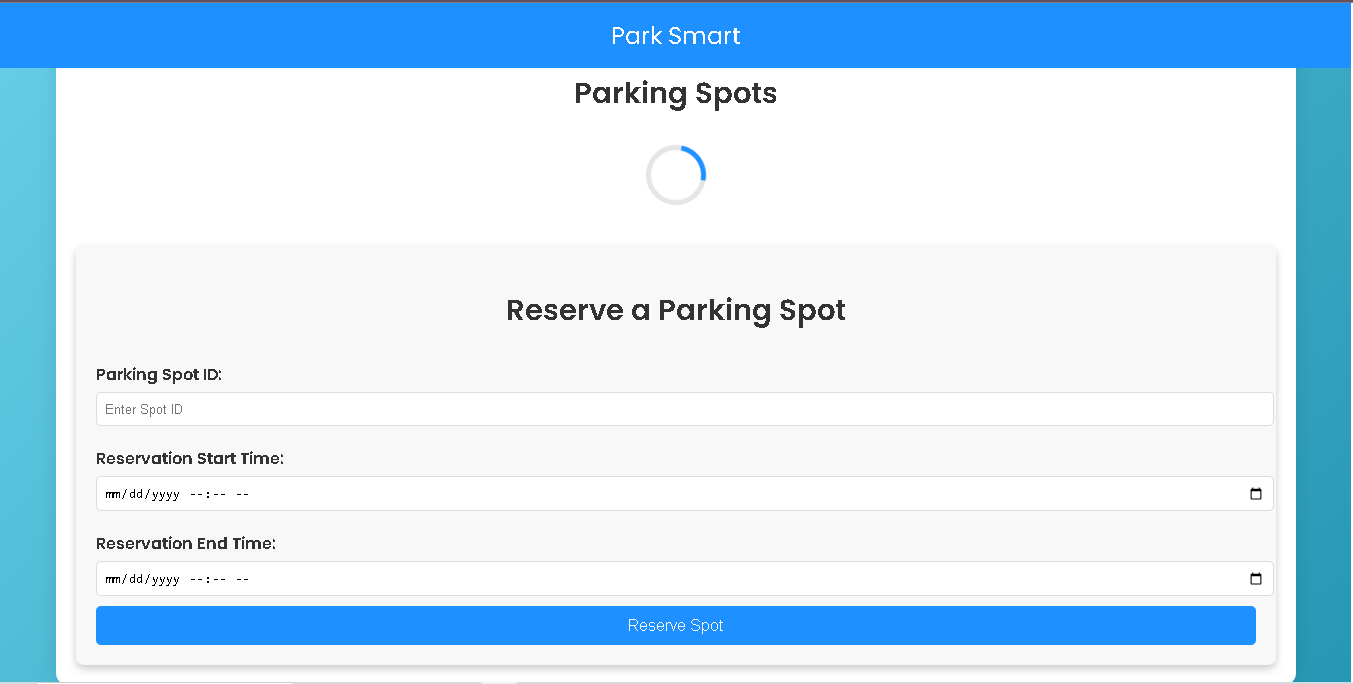 Park Smart
Parking Spots
Reserve a Parking Spot
Parking Spot ID:
Enter Spot ID
Reservation Start Time:
mm/dd/yyyy --:-- --
Reservation End Time:
mm/dd/yyyy --:-- --
Reserve Spot